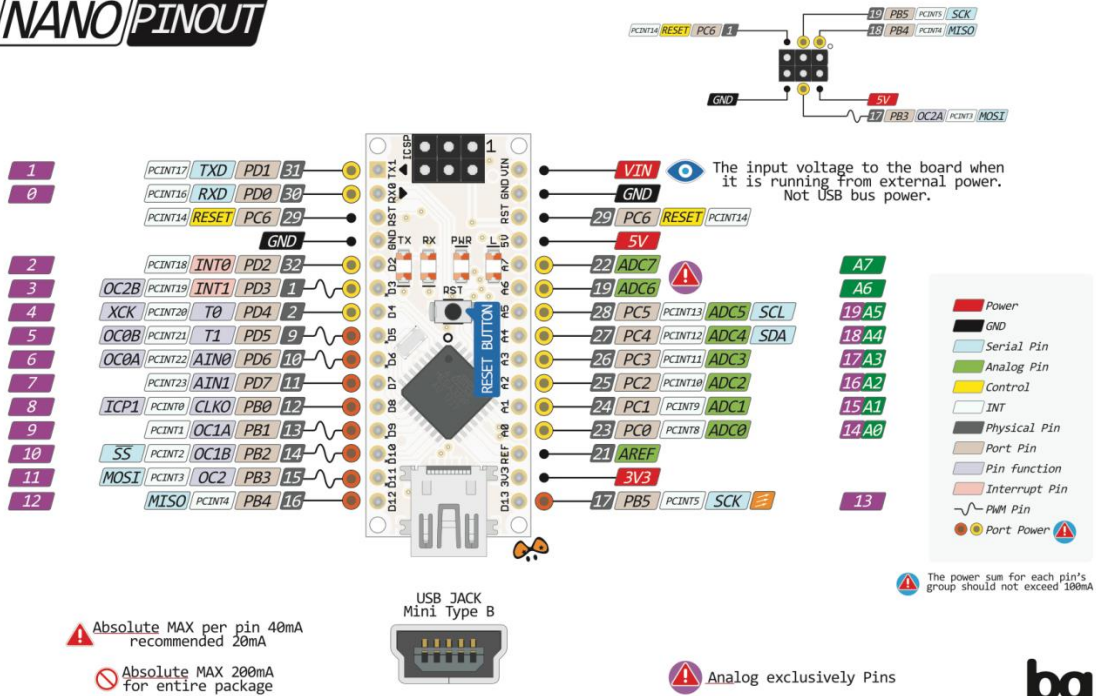 NANO PINOUT
19 PB5 PCINT5 SCK
18 PB4 PCINT4 MISO
PCINT14 RESET PC6 1
GND
5V
17 PB3 OC2A PCINT3 MOSI
1 PCINT17 TXD PD1 31
0 PCINT16 RXD PD0 30
PCINT14 RESET PC6 29
GND
2 PCINT18 INT0 PD2 32
3 OC2B PCINT19 INT1 PD3 1
4 XCK PCINT20 T0 PD4 2
5 OC0B PCINT21 T1 PD5 9
6 OC0A PCINT22 AIN0 PD6 10
7 PCINT23 AIN1 PD7 11
8 ICP1 PCINT0 CLKO PB0 12
9 PCINT1 OC1A PB1 13
10 SS PCINT2 OC1B PB2 14
11 MOSI PCINT3 OC2 PB3 15
12 MISO PCINT4 PB4 16
ICSP
1
TX1
RX0
RST
GND
D2
D3
D4
D5
D6
D7
D8
D9
D10
D11
D12
TX RX PWR L
RST
RESET BUTTON
VIN
GND
RST
5V
A7
A6
A5
A4
A3
A2
A1
A0
REF
3V3
D13
VIN
The input voltage to the board when
it is running from external power.
Not USB bus power.
GND
29 PC6 RESET PCINT14
5V
22 ADC7 A7
19 ADC6 A6
28 PC5 PCINT13 ADC5 SCL 19 A5
27 PC4 PCINT12 ADC4 SDA 18 A4
26 PC3 PCINT11 ADC3 17 A3
25 PC2 PCINT10 ADC2 16 A2
24 PC1 PCINT9 ADC1 15 A1
23 PC0 PCINT8 ADC0 14 A0
21 AREF
3V3
17 PB5 PCINT5 SCK 13
Power
GND
Serial Pin
Analog Pin
Control
INT
Physical Pin
Port Pin
Pin function
Interrupt Pin
PWM Pin
Port Power
The power sum for each pin's
group should not exceed 100mA
USB JACK
Mini Type B
Absolute MAX per pin 40mA
recommended 20mA
Absolute MAX 200mA
for entire package
Analog exclusively Pins